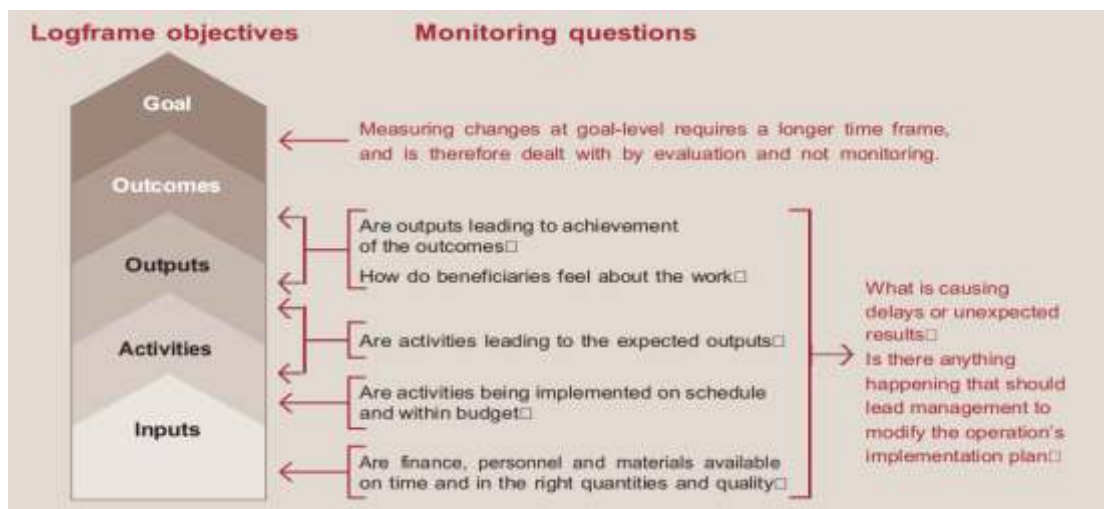 Logframe objectives
Monitoring questions
Goal
Outcomes
Outputs
Activities
Inputs
Measuring changes at goal-level requires a longer time frame,
and is therefore dealt with by evaluation and not monitoring.
Are outputs leading to achievement
of the outcomes□
How do beneficiaries feel about the work□
Are activities leading to the expected outputs□
Are activities being implemented on schedule
and within budget□
Are finance, personnel and materials available
on time and in the right quantities and quality□
What is causing
delays or unexpected
results□
Is there anything
happening that should
lead management to
modify the operation's
implementation plan□